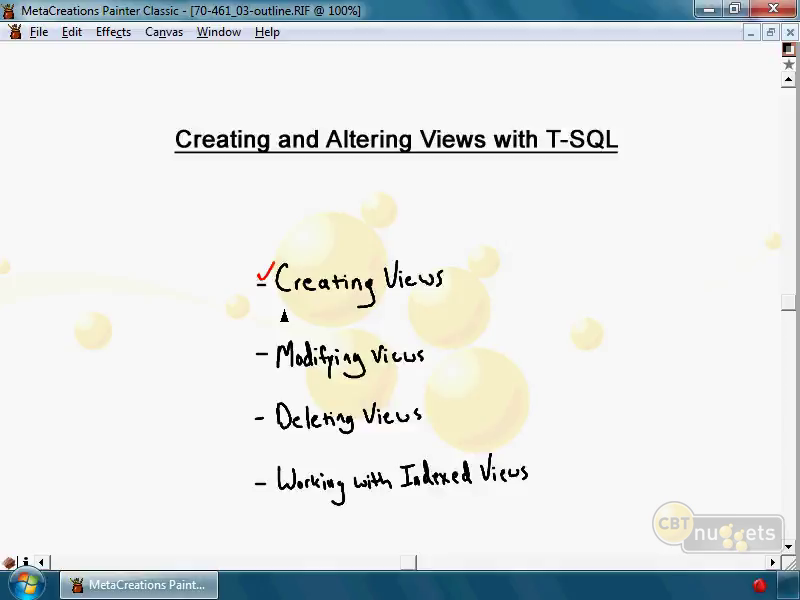 MetaCreations Painter Classic - [70-461_03-outline.RIF @ 100%]
File Edit Effects Canvas Window Help
Creating and Altering Views with T-SQL
- Creating Views
- Modifying Views
- Deleting Views
- Working with Indexed Views
CBT nuggets
MetaCreations Paint...